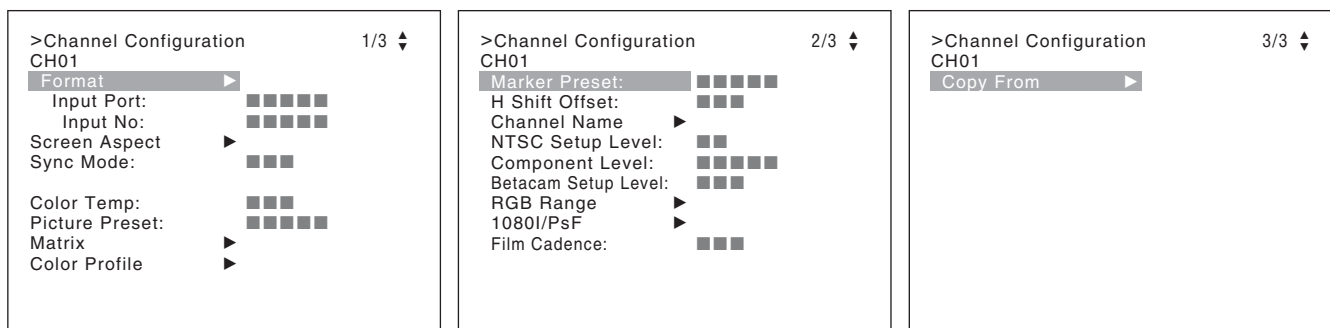 >Channel Configuration 1/3
CH01
Format ►
Input Port: ■■■■■
Input No: ■■■■■
Screen Aspect ►
Sync Mode: ■■■
Color Temp: ■■■
Picture Preset: ■■■■■
Matrix ►
Color Profile ►
>Channel Configuration 2/3
CH01
Marker Preset: ■■■■■
H Shift Offset: ■■■
Channel Name ►
NTSC Setup Level: ■■
Component Level: ■■■■■
Betacam Setup Level: ■■■
RGB Range ►
1080I/PsF ►
Film Cadence: ■■■
>Channel Configuration 3/3
CH01
Copy From ►